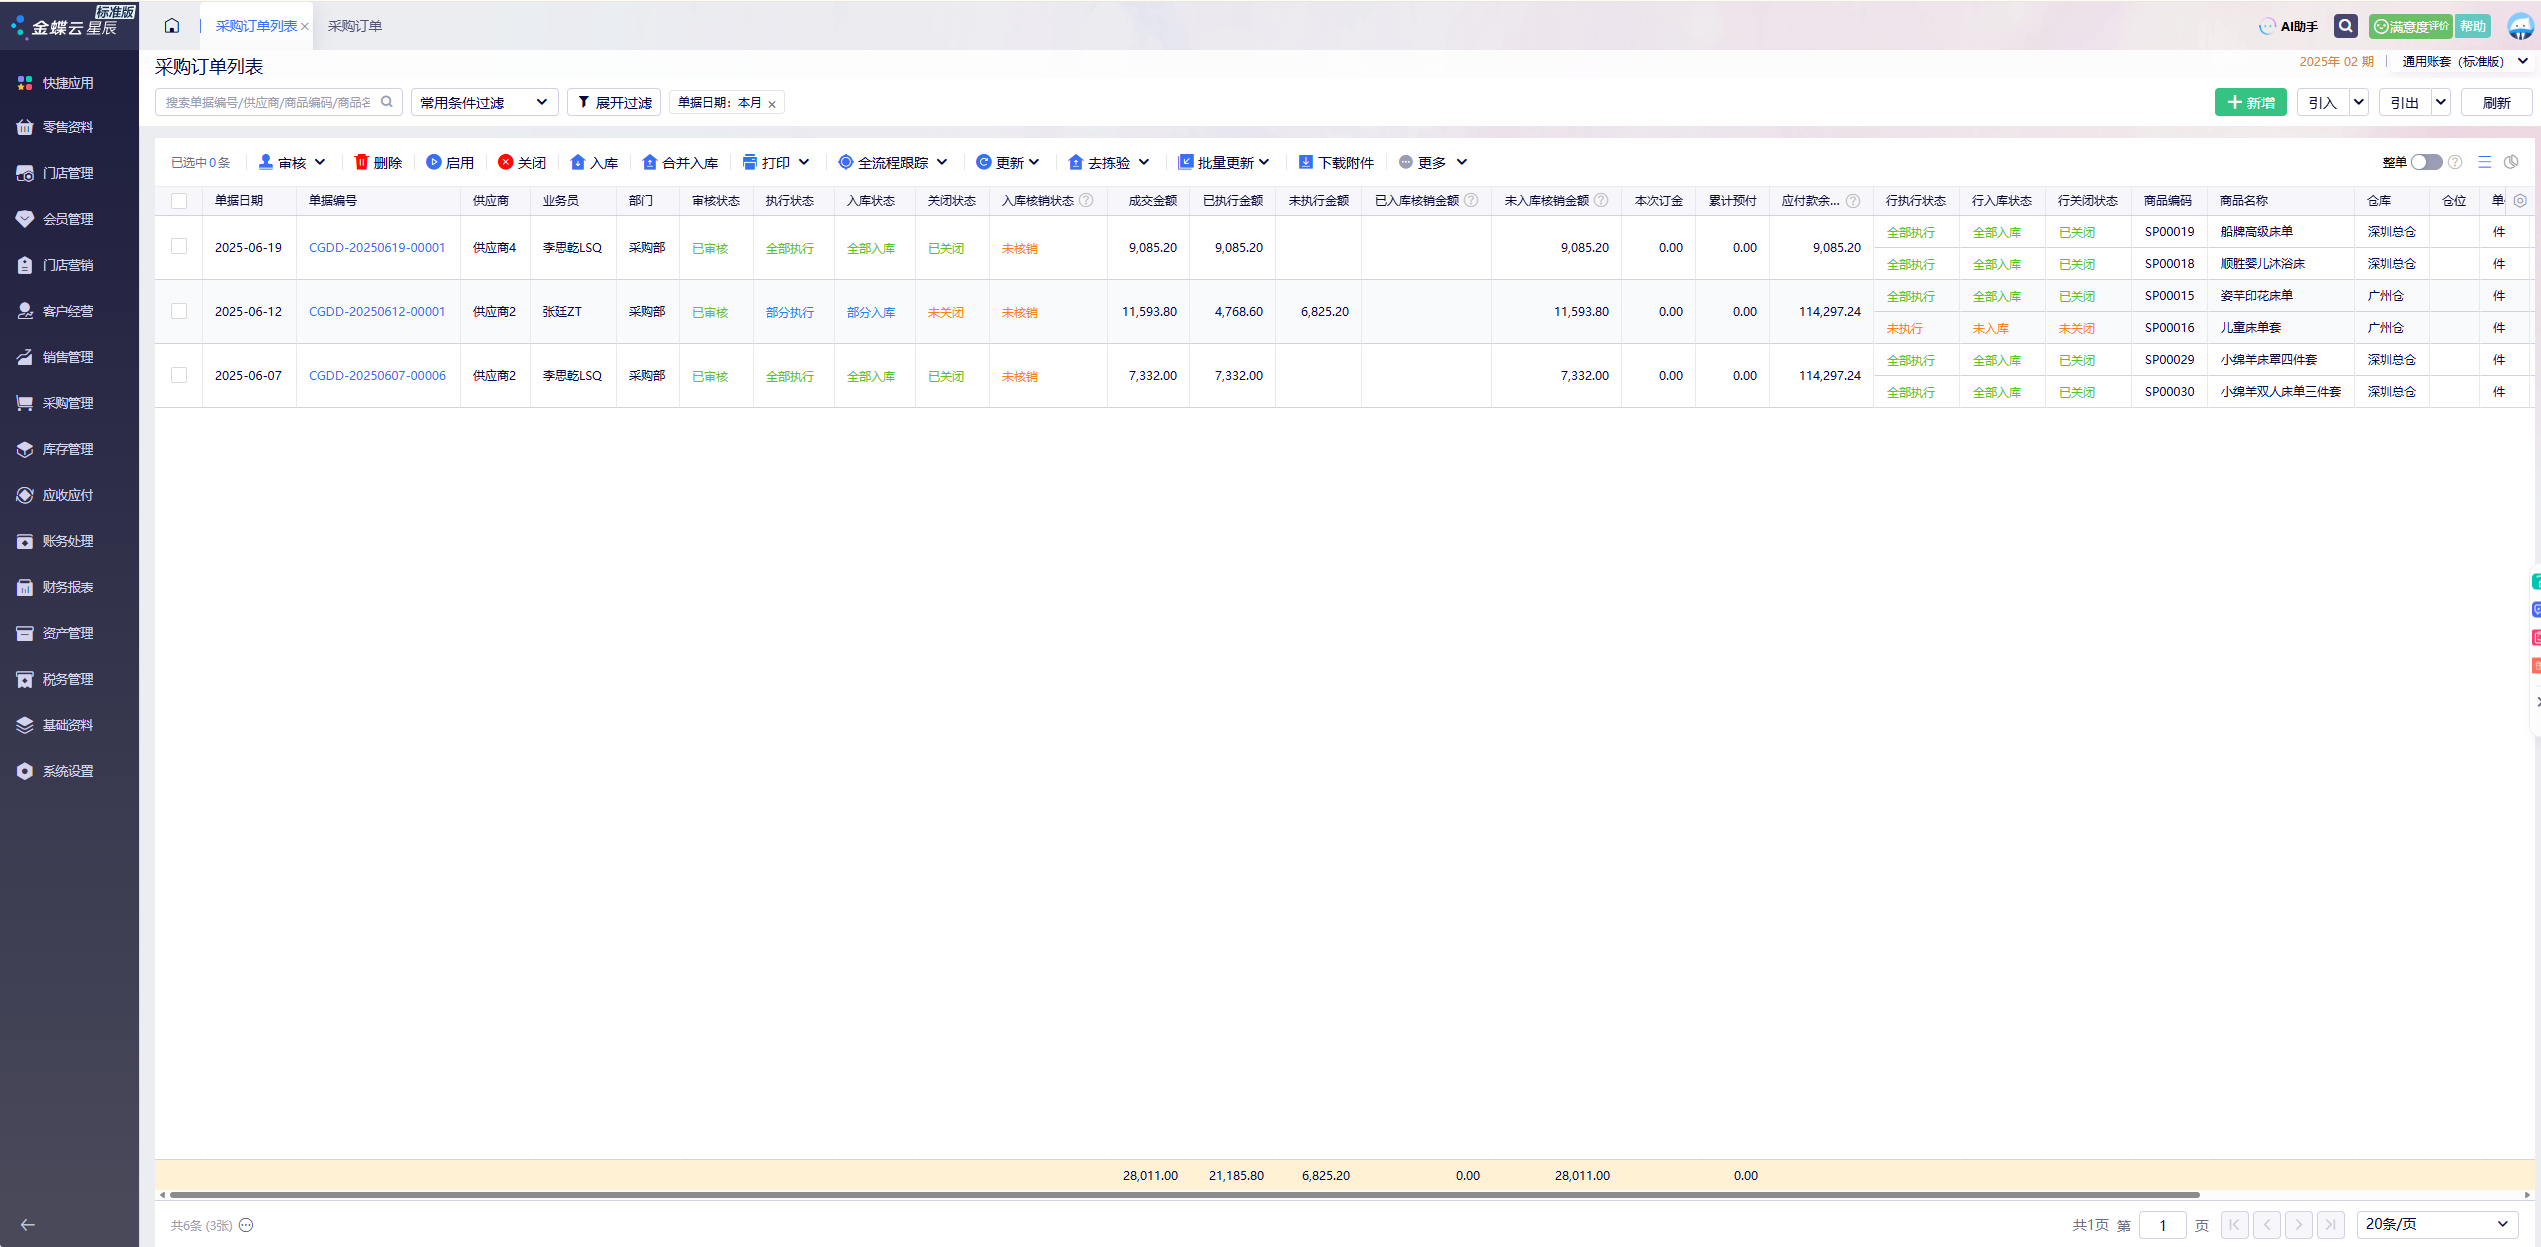 金蝶云 星辰 标准版
采购订单列表 × 采购订单
AI助手 满意度评价 帮助
采购订单列表
2025年 02 期 通用账套（标准版）
搜索单据编号/供应商/商品编码/商品名 常用条件过滤 展开过滤 单据日期：本月 ×
新增 引入 引出 刷新
快捷应用
零售资料
门店管理
会员管理
门店营销
客户经营
销售管理
采购管理
库存管理
应收应付
账务处理
财务报表
资产管理
税务管理
基础资料
系统设置
已选中 0 条 审核 删除 启用 关闭 入库 合并入库 打印 全流程跟踪 更新 去拣验 批量更新 下载附件 更多 整单
单据日期 单据编号 供应商 业务员 部门 审核状态 执行状态 入库状态 关闭状态 入库核销状态 成交金额 已执行金额 未执行金额 已入库核销金额 未入库核销金额 本次订金 累计预付 应付款余... 行执行状态 行入库状态 行关闭状态 商品编码 商品名称 仓库 仓位 单
2025-06-19 CGDD-20250619-00001 供应商4 李思乾LSQ 采购部 已审核 全部执行 全部入库 已关闭 未核销 9,085.20 9,085.20 9,085.20 0.00 0.00 9,085.20
全部执行 全部入库 已关闭 SP00019 船牌高级床单 深圳总仓 件
全部执行 全部入库 已关闭 SP00018 顺胜婴儿沐浴床 深圳总仓 件
2025-06-12 CGDD-20250612-00001 供应商2 张廷ZT 采购部 已审核 部分执行 部分入库 未关闭 未核销 11,593.80 4,768.60 6,825.20 11,593.80 0.00 0.00 114,297.24
全部执行 全部入库 已关闭 SP00015 姿芊印花床单 广州仓 件
未执行 未入库 未关闭 SP00016 儿童床单套 广州仓 件
2025-06-07 CGDD-20250607-00006 供应商2 李思乾LSQ 采购部 已审核 全部执行 全部入库 已关闭 未核销 7,332.00 7,332.00 7,332.00 0.00 0.00 114,297.24
全部执行 全部入库 已关闭 SP00029 小绵羊床罩四件套 深圳总仓 件
全部执行 全部入库 已关闭 SP00030 小绵羊双人床单三件套 深圳总仓 件
28,011.00 21,185.80 6,825.20 0.00 28,011.00 0.00
共6条 (3张) 共1页 第 1 页 20条/页